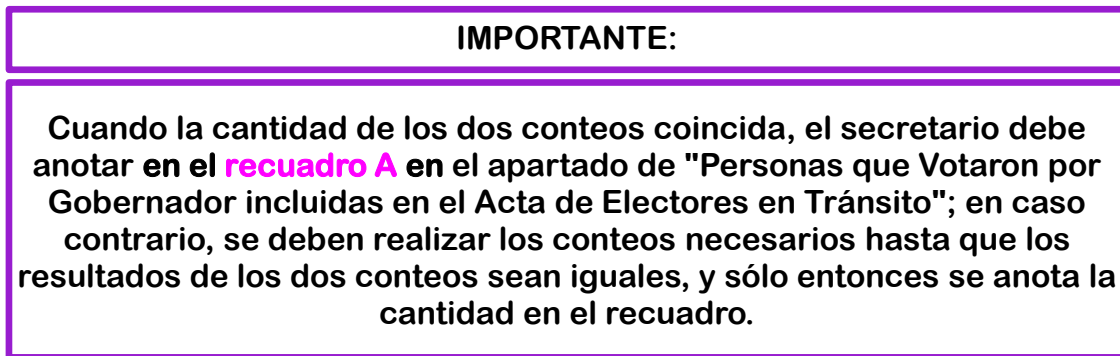 IMPORTANTE:
Cuando la cantidad de los dos conteos coincida, el secretario debe
anotar en el recuadro A en el apartado de "Personas que Votaron por
Gobernador incluidas en el Acta de Electores en Tránsito"; en caso
contrario, se deben realizar los conteos necesarios hasta que los
resultados de los dos conteos sean iguales, y sólo entonces se anota la
cantidad en el recuadro.